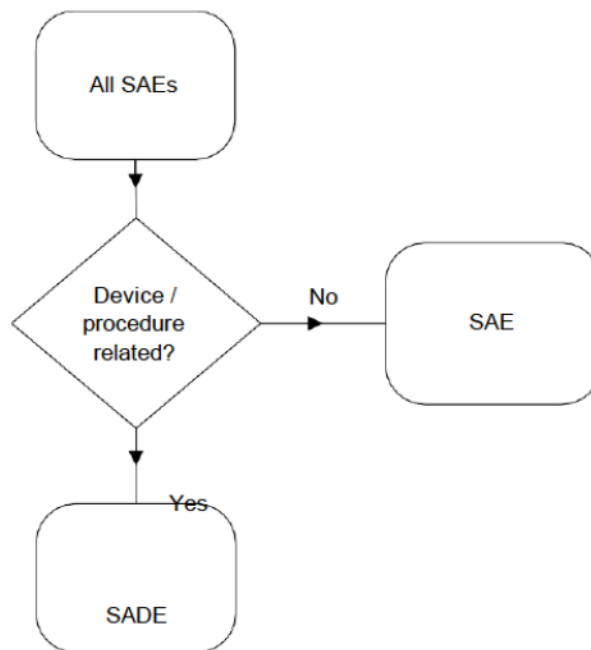 All SAEs
Device /
procedure
related?
No
SAE
Yes
SADE